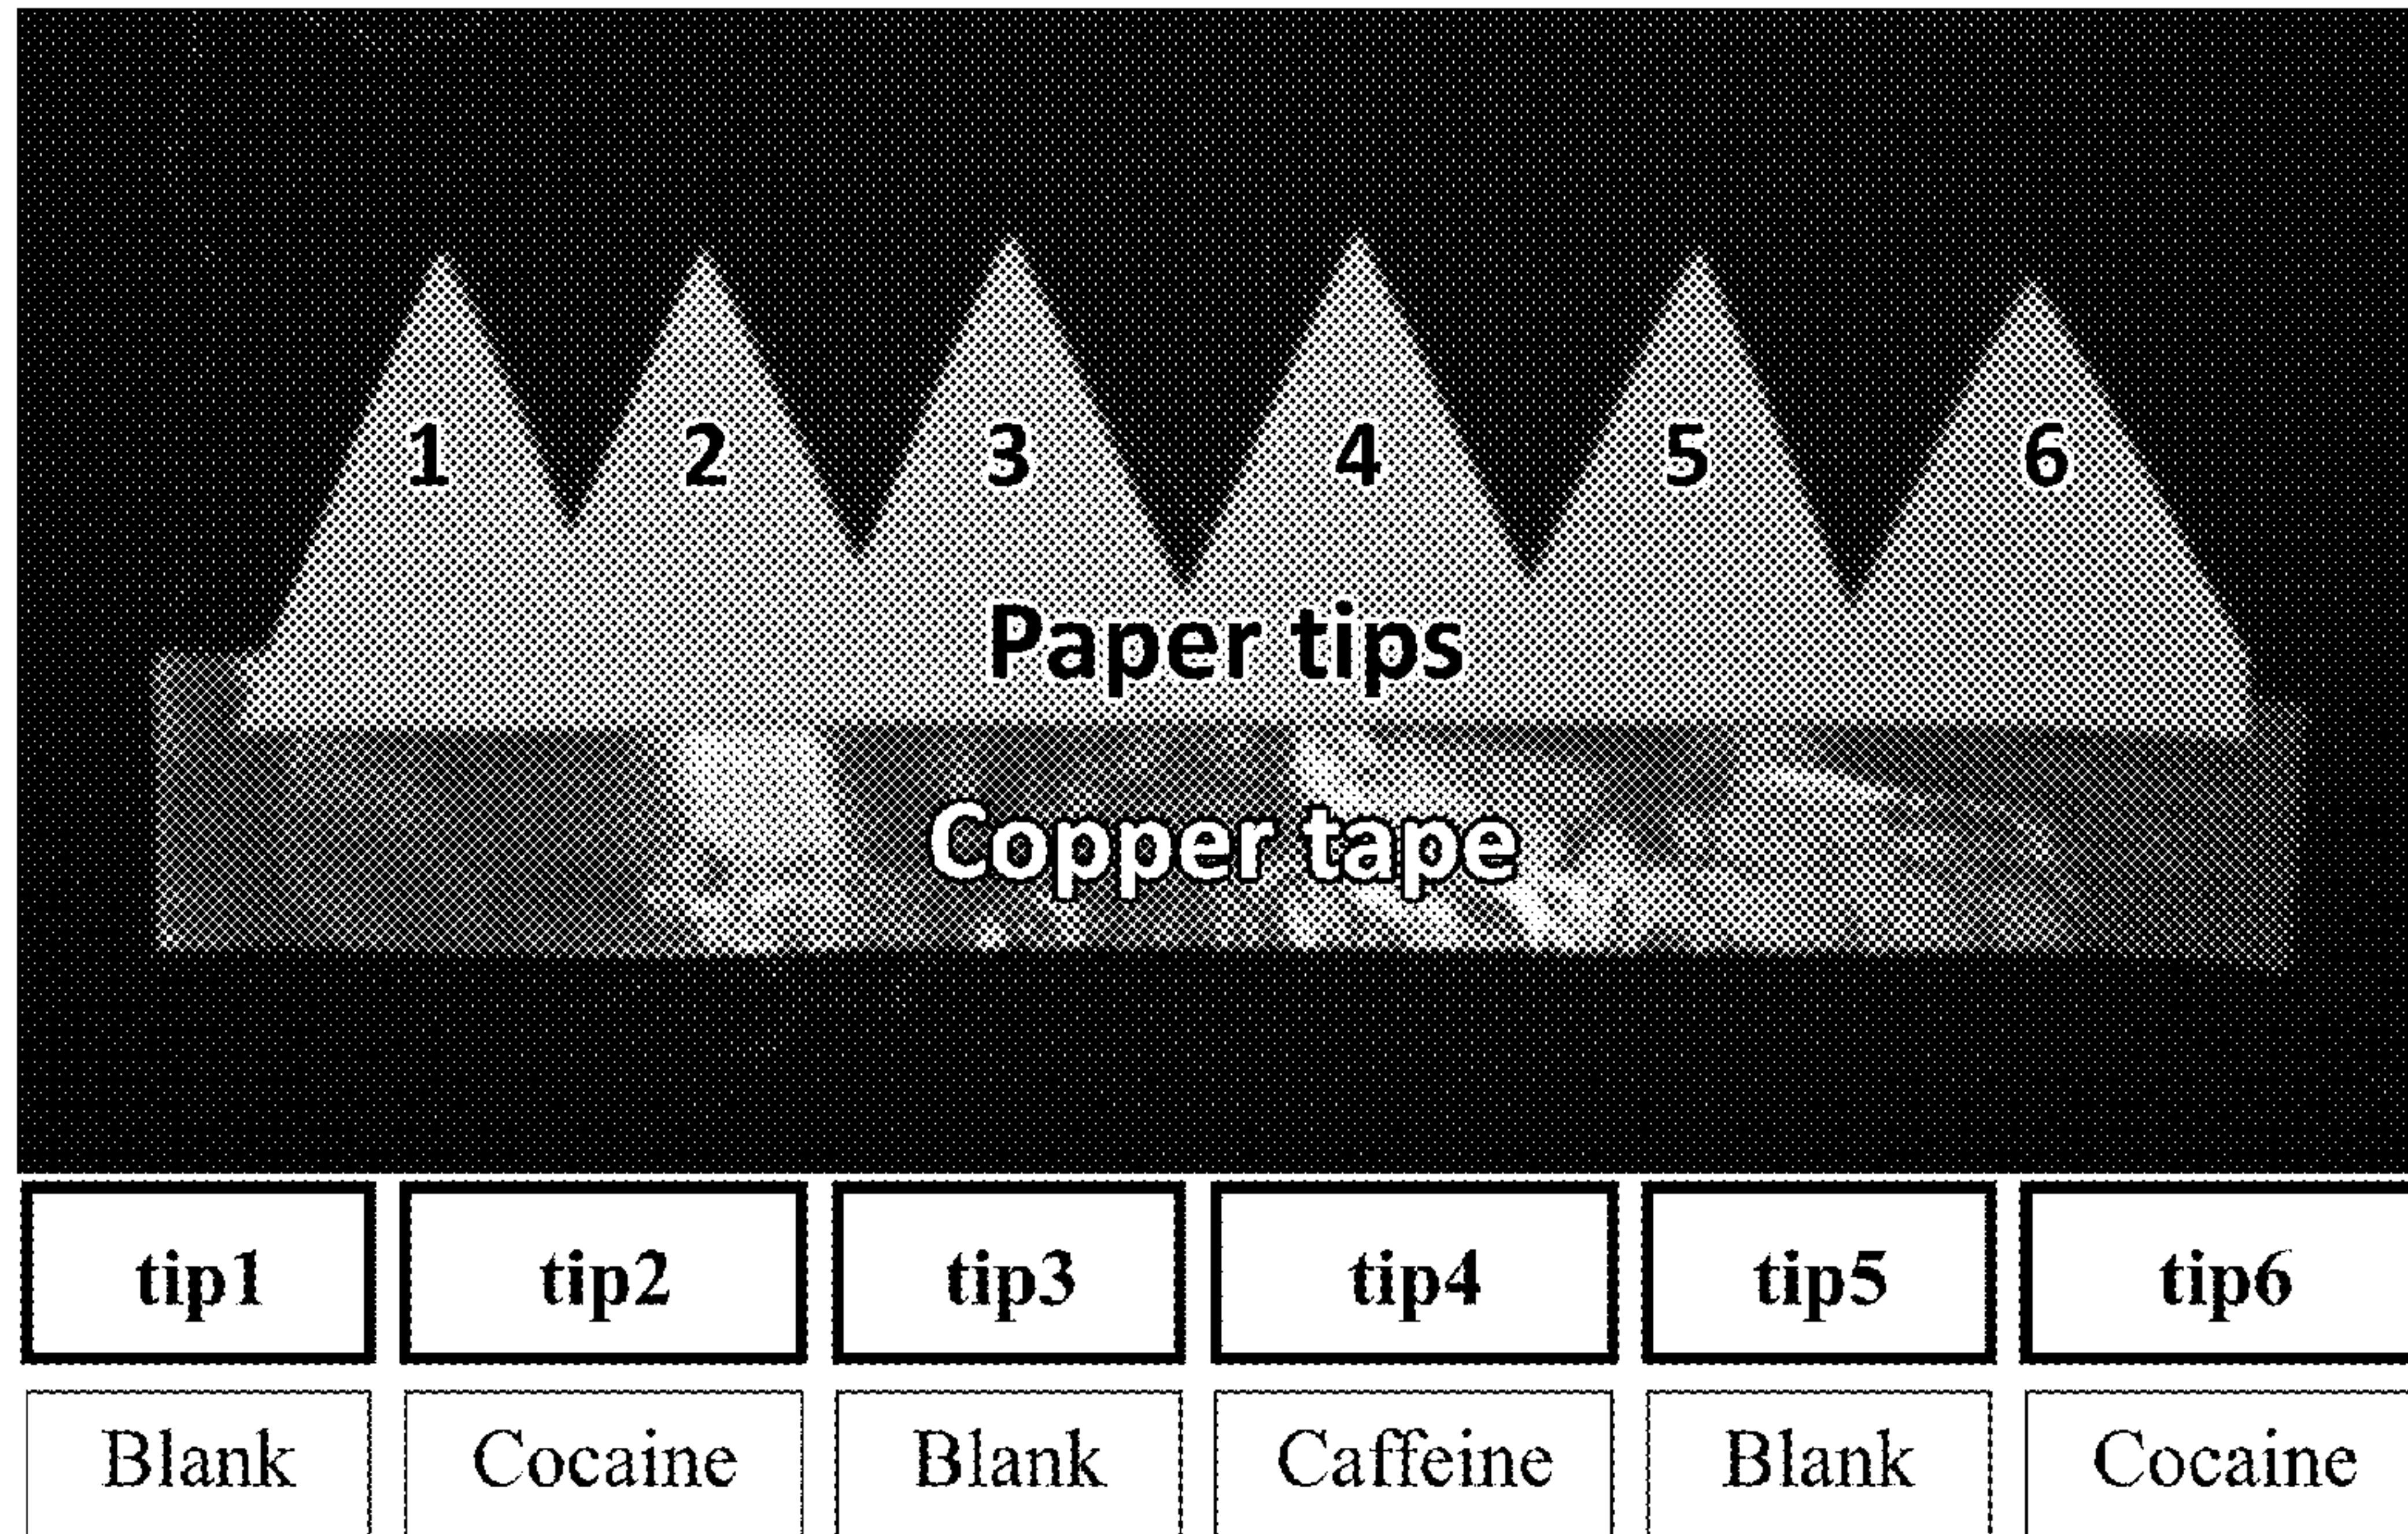 1 2 3 4 5 6
Paper tips
Copper tape
tip1 tip2 tip3 tip4 tip5 tip6
Blank Cocaine Blank Caffeine Blank Cocaine